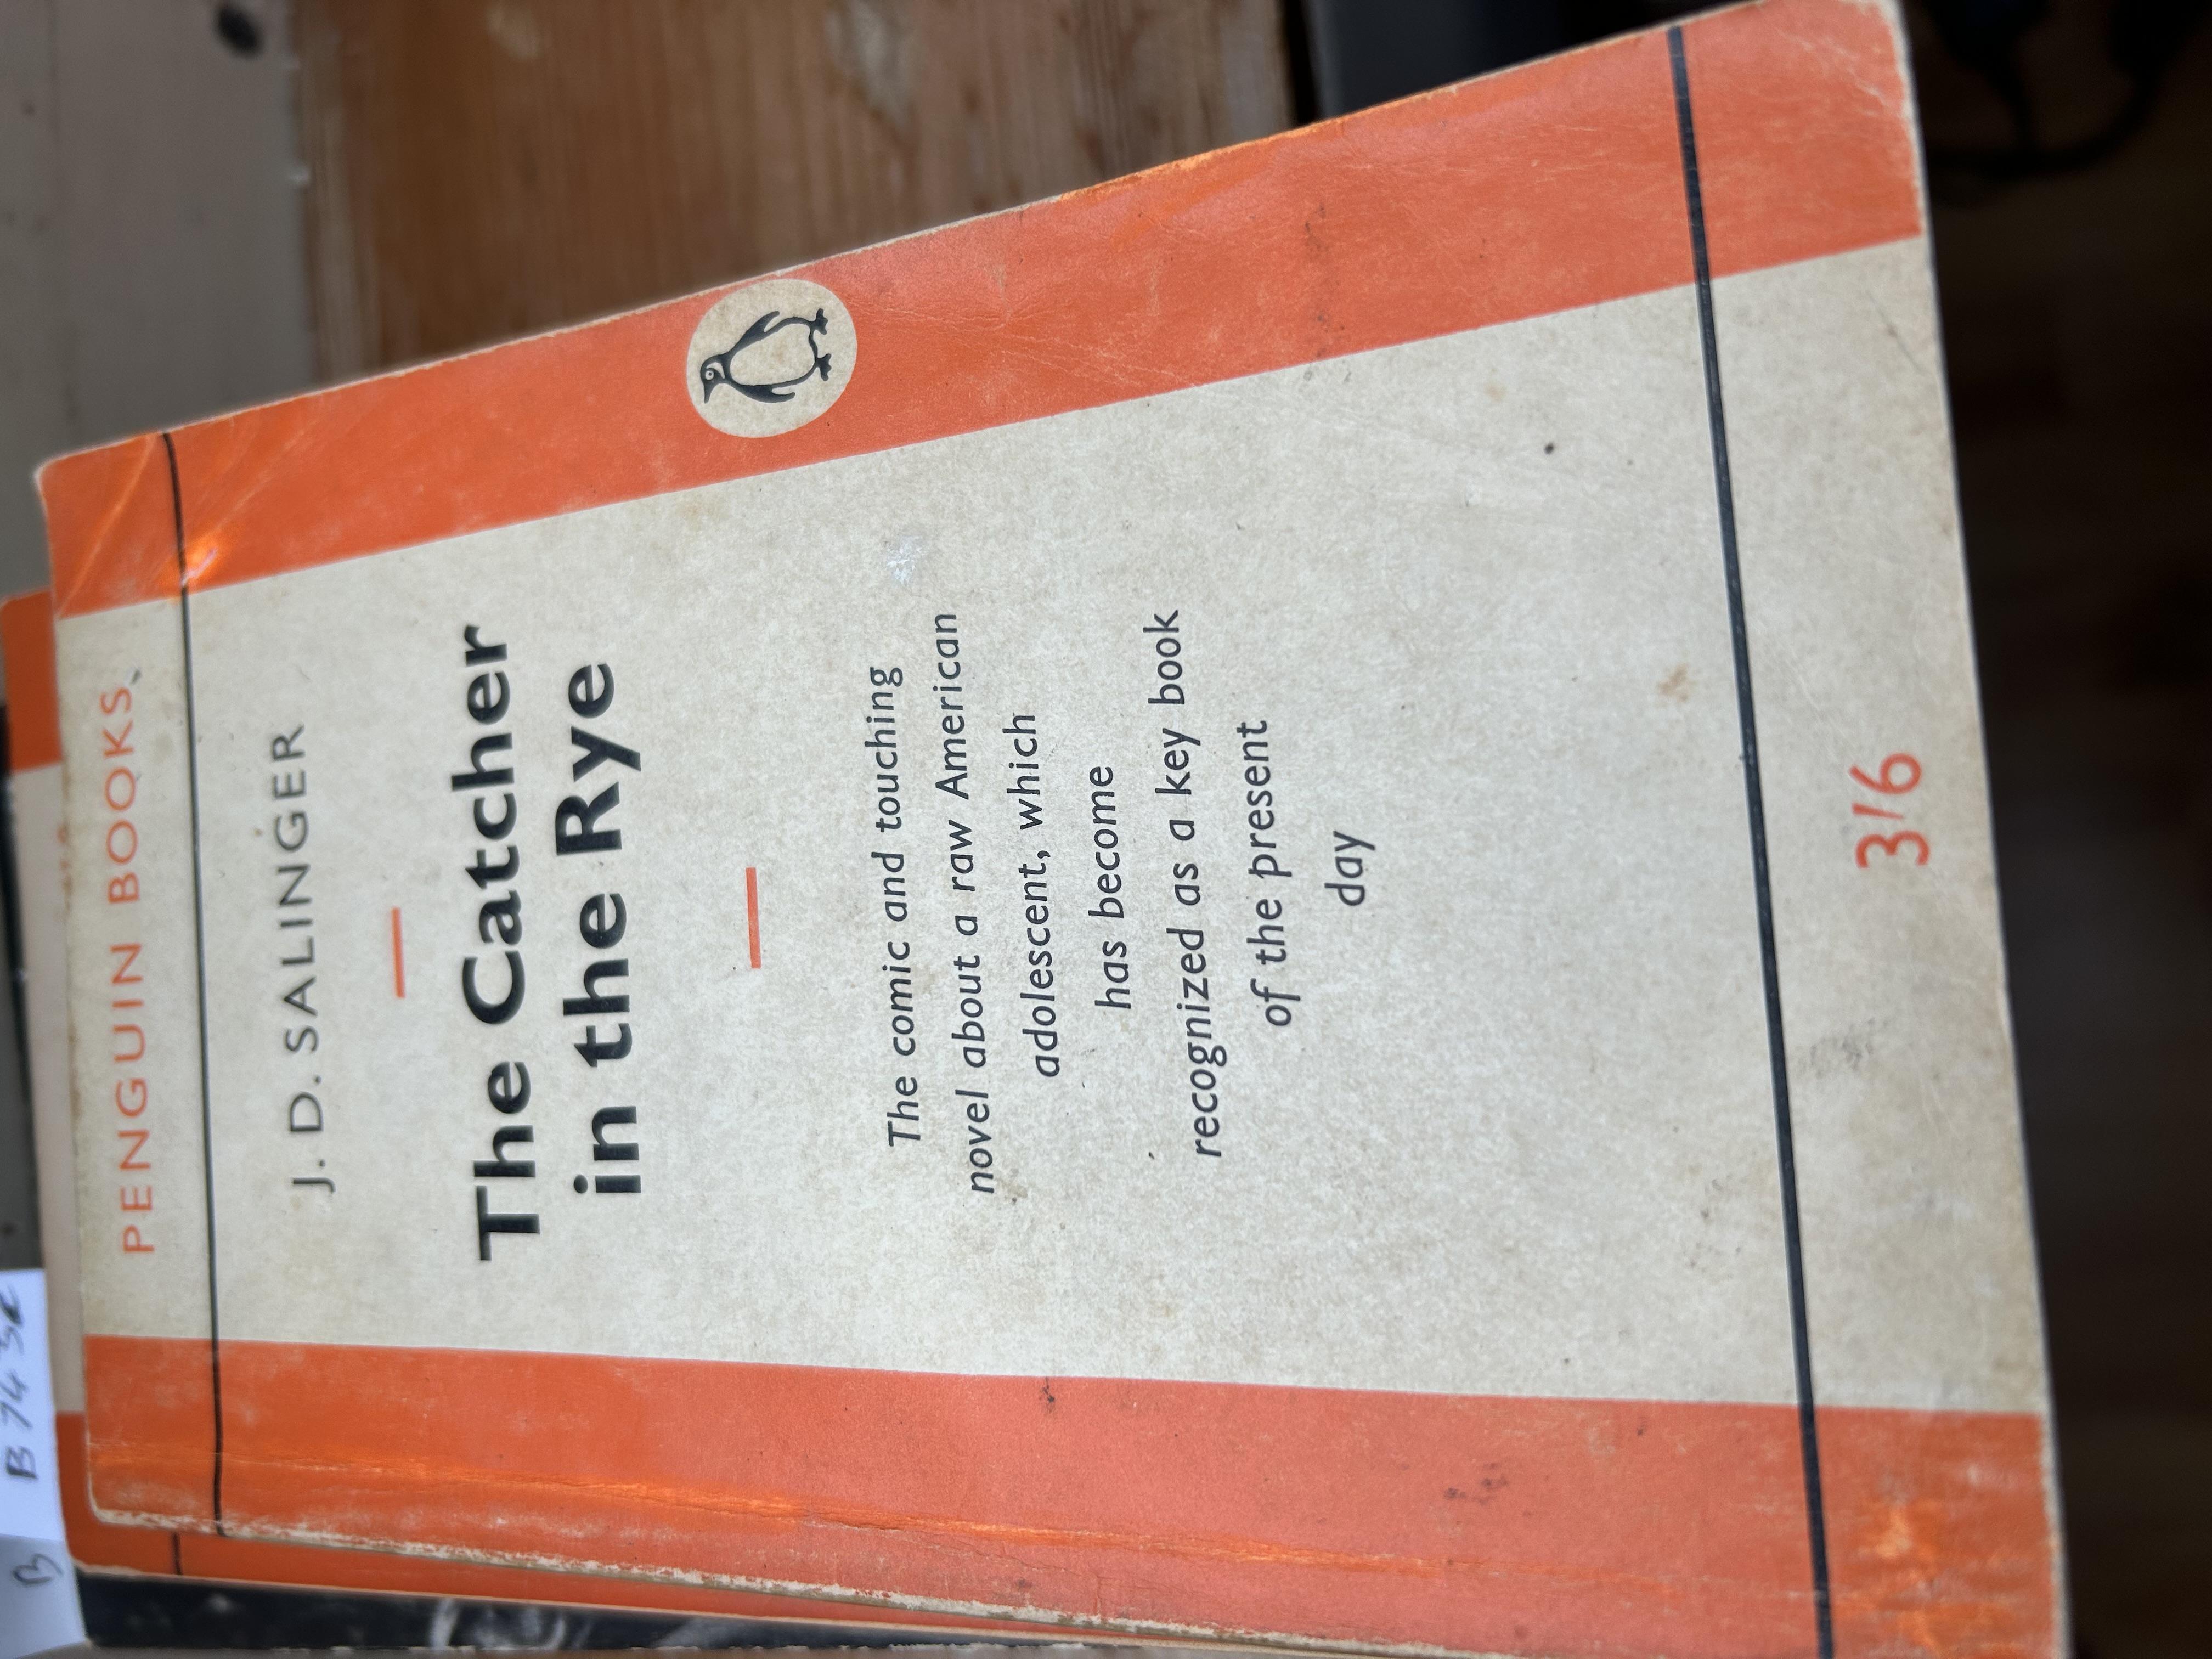 PENGUIN BOOKS
J. D. SALINGER
The Catcher
in the Rye
The comic and touching
novel about a raw American
adolescent, which
has become
recognized as a key book
of the present
day
3/6